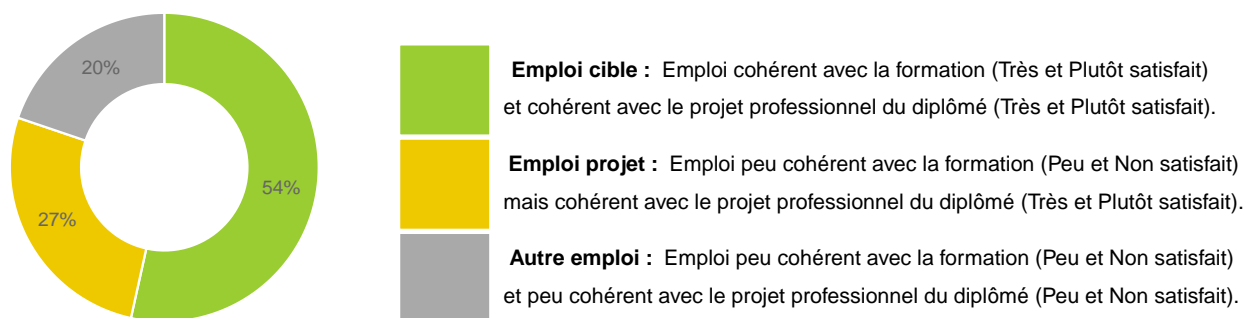 20%
54%
27%
Emploi cible : Emploi cohérent avec la formation (Très et Plutôt satisfait)
et cohérent avec le projet professionnel du diplômé (Très et Plutôt satisfait).
Emploi projet : Emploi peu cohérent avec la formation (Peu et Non satisfait)
mais cohérent avec le projet professionnel du diplômé (Très et Plutôt satisfait).
Autre emploi : Emploi peu cohérent avec la formation (Peu et Non satisfait)
et peu cohérent avec le projet professionnel du diplômé (Peu et Non satisfait).